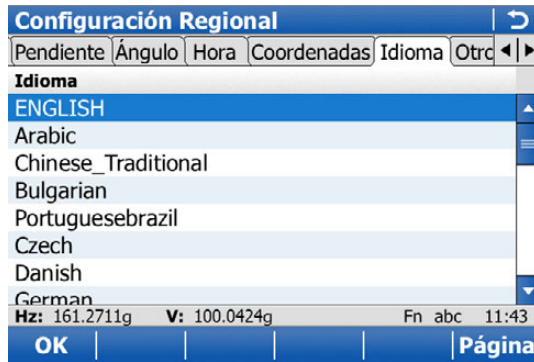 Configuración Regional
Pendiente Ángulo Hora Coordenadas Idioma Otro
Idioma
ENGLISH
Arabic
Chinese_Traditional
Bulgarian
Portuguesebrazil
Czech
Danish
German
Hz: 161.2711g V: 100.0424g Fn abc 11:43
OK Página